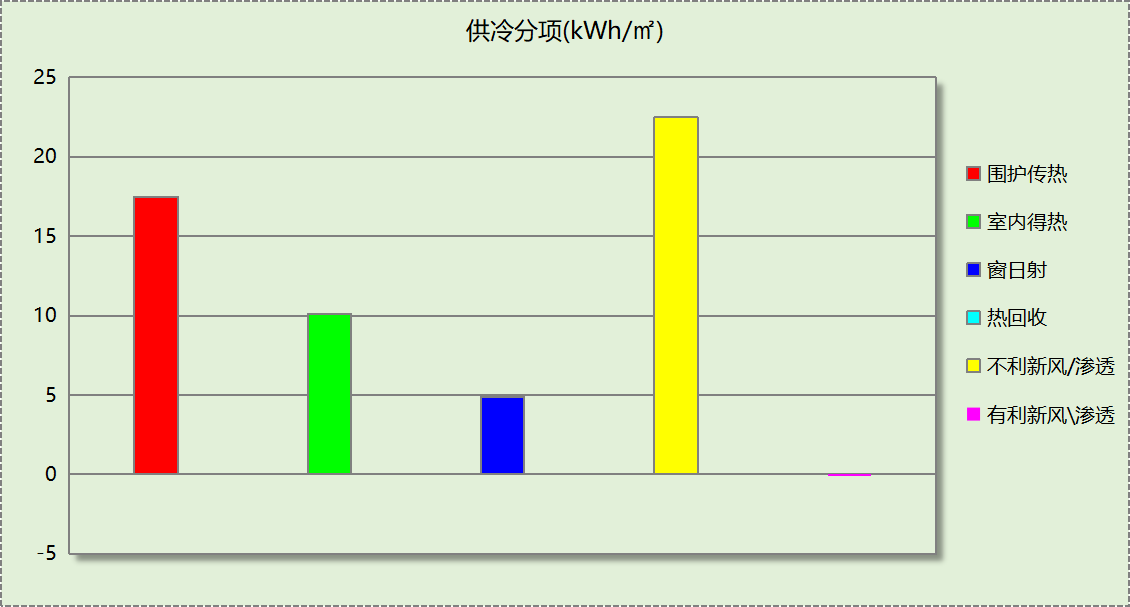 供冷分项(kWh/㎡)
25
20
15
10
5
0
-5
围护传热
室内得热
窗日射
热回收
不利新风/渗透
有利新风\渗透